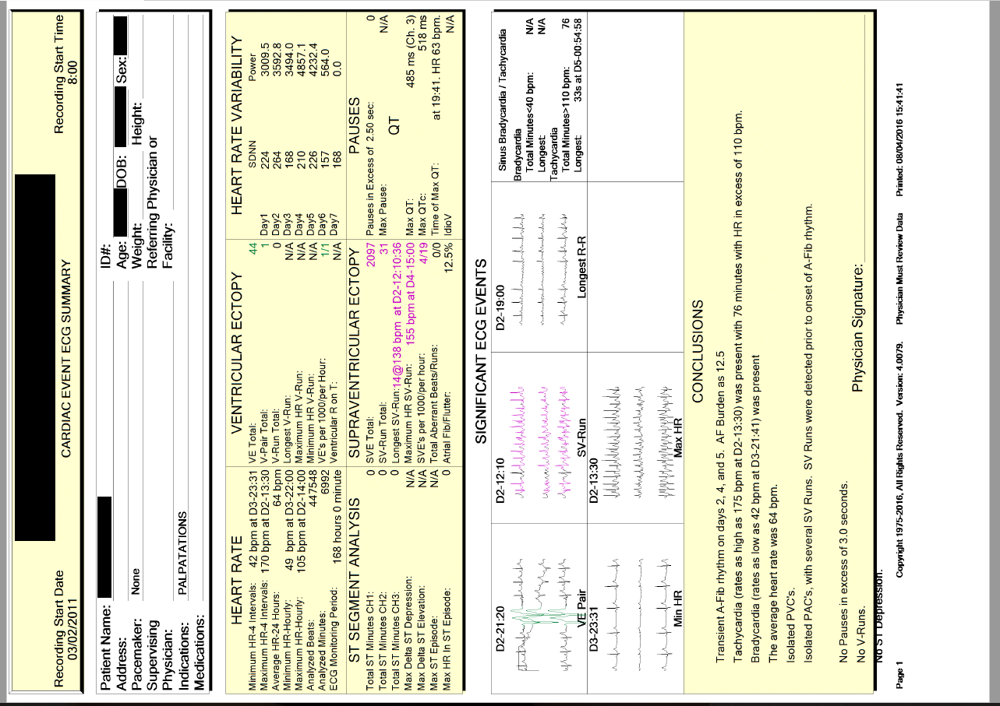 Recording Start Date
03/02/2011
CARDIAC EVENT ECG SUMMARY
Recording Start Time
8:00
Patient Name:
ID#:
Address:
Age: DOB: Sex:
Pacemaker: None
Weight: Height:
Supervising
Physician:
Referring Physician or
Facility:
Indications: PALPATATIONS
Medications:
HEART RATE
Minimum HR-4 Intervals: 42 bpm at D3-23:31
Maximum HR-4 Intervals: 170 bpm at D2-13:30
Average HR-24 Hours: 64 bpm
Minimum HR-Hourly: 49 bpm at D3-22:00
Maximum HR-Hourly: 105 bpm at D2-14:00
Analyzed Beats: 447548
Analyzed Minutes: 6992
ECG Monitoring Period: 168 hours 0 minute
VENTRICULAR ECTOPY
VE Total: 44
V-Pair Total: 1
V-Run Total: 0
Longest V-Run: N/A
Maximum HR V-Run: N/A
Minimum HR V-Run: N/A
VE's per 1000/per Hour: 1/1
Ventricular R on T: N/A
HEART RATE VARIABILITY
SDNN Power
Day1 224 3009.5
Day2 264 3592.8
Day3 168 3494.0
Day4 210 4857.1
Day5 226 4232.4
Day6 157 564.0
Day7 168 0.0
ST SEGMENT ANALYSIS
Total ST Minutes CH1: 0
Total ST Minutes CH2: 0
Total ST Minutes CH3: 0
Max Delta ST Depression: N/A
Max Delta ST Elevation: N/A
Max ST Episode: N/A
Max HR In ST Episode: 0
SUPRAVENTRICULAR ECTOPY
SVE Total: 2097
SV-Run Total: 31
Longest SV-Run: 14@138 bpm at D2-12:10:36
Maximum HR SV-Run: 155 bpm at D4-15:00
SVE's per 1000/per hour: 4/19
Total Aberrant Beats/Runs: 0/0
Atrial Fib/Flutter: 12.5%
PAUSES
Pauses in Excess of 2.50 sec: 0
Max Pause: N/A
QT
Max QT: 485 ms (Ch. 3)
Max QTc: 518 ms
Time of Max QT: at 19:41. HR 63 bpm.
IdioV N/A
SIGNIFICANT ECG EVENTS
D2-21:20
VE Pair
D2-12:10
SV-Run
D2-19:00
Longest R-R
Sinus Bradycardia / Tachycardia
Bradycardia
Total Minutes<40 bpm: N/A
Longest: N/A
Tachycardia
Total Minutes>110 bpm: 76
Longest: 33s at D5-00:54:58
D3-23:31
Min HR
D2-13:30
Max HR
CONCLUSIONS
Transient A-Fib rhythm on days 2, 4, and 5. AF Burden as 12.5
Tachycardia (rates as high as 175 bpm at D2-13:30) was present with 76 minutes with HR in excess of 110 bpm.
Bradycardia (rates as low as 42 bpm at D3-21:41) was present
The average heart rate was 64 bpm.
Isolated PVC's.
Isolated PAC's, with several SV Runs. SV Runs were detected prior to onset of A-Fib rhythm.
No Pauses in excess of 3.0 seconds.
No V-Runs.
Physician Signature:
No ST Depression.
Page 1 Copyright 1975-2016, All Rights Reserved. Version: 4.0079. Physician Must Review Data Printed: 08/04/2016 15:41:41